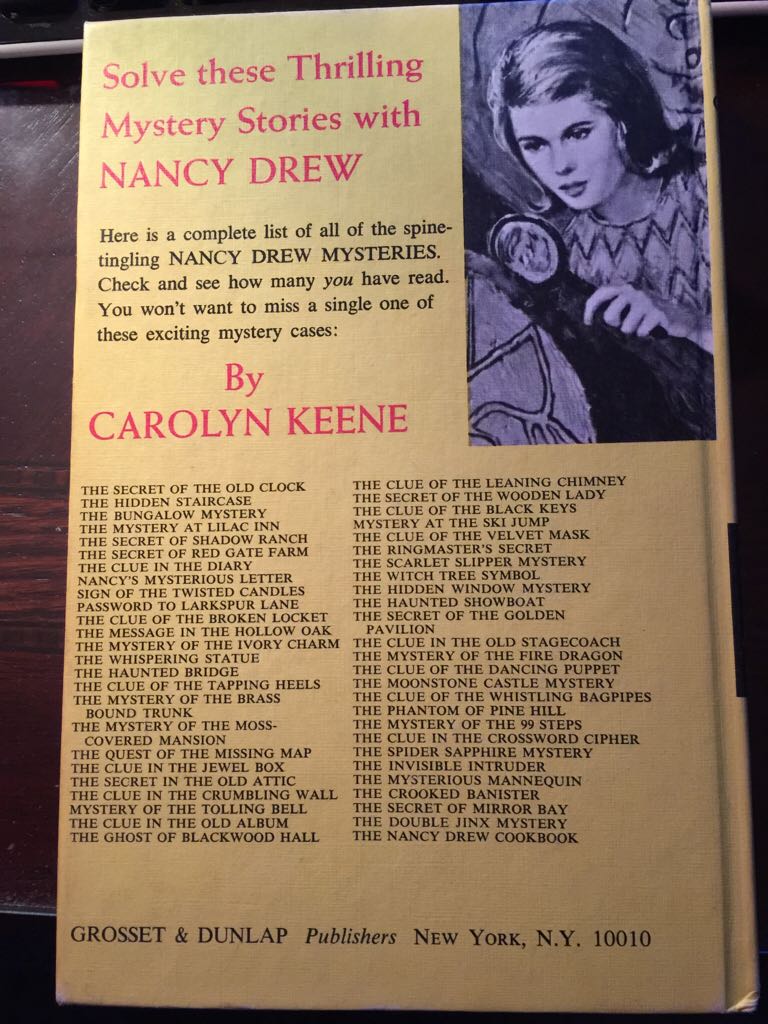 Solve these Thrilling
Mystery Stories with
NANCY DREW
Here is a complete list of all of the spine-
tingling NANCY DREW MYSTERIES.
Check and see how many you have read.
You won't want to miss a single one of
these exciting mystery cases:
By
CAROLYN KEENE
THE SECRET OF THE OLD CLOCK
THE HIDDEN STAIRCASE
THE BUNGALOW MYSTERY
THE MYSTERY AT LILAC INN
THE SECRET OF SHADOW RANCH
THE SECRET OF RED GATE FARM
THE CLUE IN THE DIARY
NANCY'S MYSTERIOUS LETTER
SIGN OF THE TWISTED CANDLES
PASSWORD TO LARKSPUR LANE
THE CLUE OF THE BROKEN LOCKET
THE MESSAGE IN THE HOLLOW OAK
THE MYSTERY OF THE IVORY CHARM
THE WHISPERING STATUE
THE HAUNTED BRIDGE
THE CLUE OF THE TAPPING HEELS
THE MYSTERY OF THE BRASS
BOUND TRUNK
THE MYSTERY OF THE MOSS-
COVERED MANSION
THE QUEST OF THE MISSING MAP
THE CLUE IN THE JEWEL BOX
THE SECRET IN THE OLD ATTIC
THE CLUE IN THE CRUMBLING WALL
MYSTERY OF THE TOLLING BELL
THE CLUE IN THE OLD ALBUM
THE GHOST OF BLACKWOOD HALL
THE CLUE OF THE LEANING CHIMNEY
THE SECRET OF THE WOODEN LADY
THE CLUE OF THE BLACK KEYS
MYSTERY AT THE SKI JUMP
THE CLUE OF THE VELVET MASK
THE RINGMASTER'S SECRET
THE SCARLET SLIPPER MYSTERY
THE WITCH TREE SYMBOL
THE HIDDEN WINDOW MYSTERY
THE HAUNTED SHOWBOAT
THE SECRET OF THE GOLDEN
PAVILION
THE CLUE IN THE OLD STAGECOACH
THE MYSTERY OF THE FIRE DRAGON
THE CLUE OF THE DANCING PUPPET
THE MOONSTONE CASTLE MYSTERY
THE CLUE OF THE WHISTLING BAGPIPES
THE PHANTOM OF PINE HILL
THE MYSTERY OF THE 99 STEPS
THE CLUE IN THE CROSSWORD CIPHER
THE SPIDER SAPPHIRE MYSTERY
THE INVISIBLE INTRUDER
THE MYSTERIOUS MANNEQUIN
THE CROOKED BANISTER
THE SECRET OF MIRROR BAY
THE DOUBLE JINX MYSTERY
THE NANCY DREW COOKBOOK
GROSSET & DUNLAP Publishers NEW YORK, N.Y. 10010